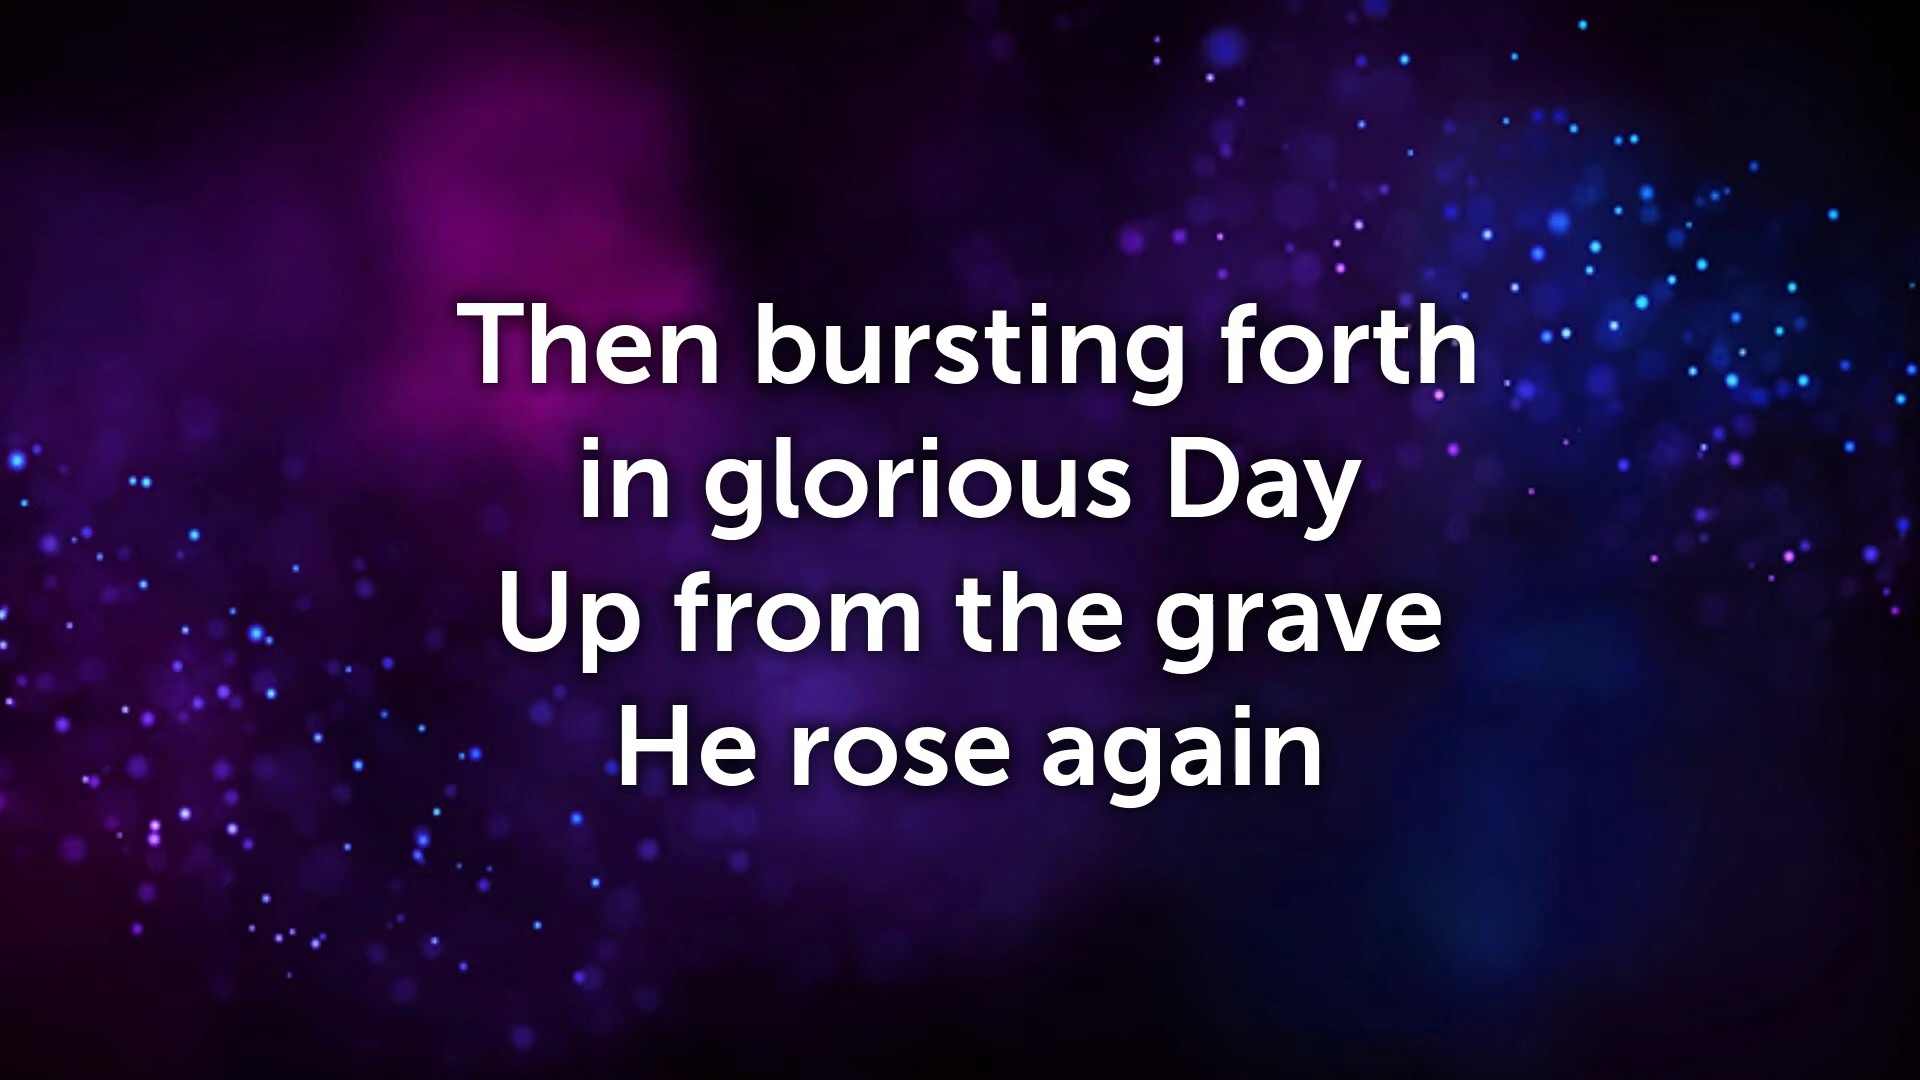 Then bursting forth
in glorious Day
Up from the grave
He rose again